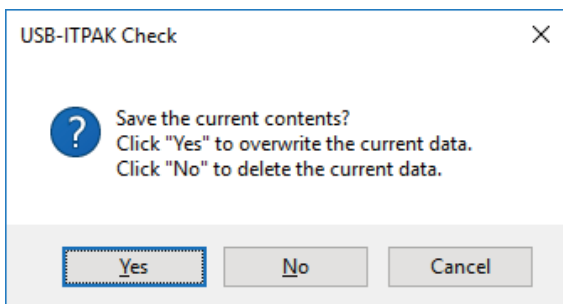 USB-ITPAK Check
Save the current contents?
Click "Yes" to overwrite the current data.
Click "No" to delete the current data.
Yes
No
Cancel